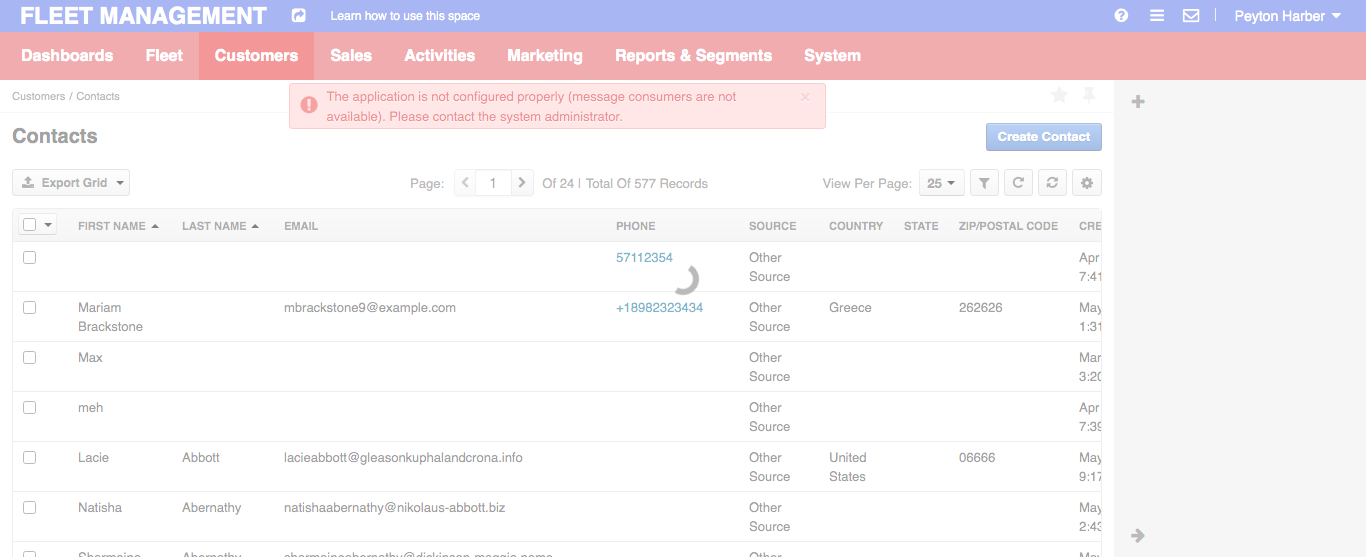 FLEET MANAGEMENT Learn how to use this space Peyton Harber
Dashboards Fleet Customers Sales Activities Marketing Reports & Segments System
Customers / Contacts
The application is not configured properly (message consumers are not
available). Please contact the system administrator.
Contacts Create Contact
Export Grid Page: 1 Of 24 | Total Of 577 Records View Per Page: 25
FIRST NAME LAST NAME EMAIL PHONE SOURCE COUNTRY STATE ZIP/POSTAL CODE CRE
57112354 Other Apr
Source 7:41
Mariam mbrackstone9@example.com +18982323434 Other Greece 262626 May
Brackstone Source 1:31
Max Other Mar
Source 3:20
meh Other Apr
Source 7:39
Lacie Abbott lacieabbott@gleasonkuphalandcrona.info Other United 06666 May
Source States 9:17
Natisha Abernathy natishaabernathy@nikolaus-abbott.biz Other May
Source 2:43